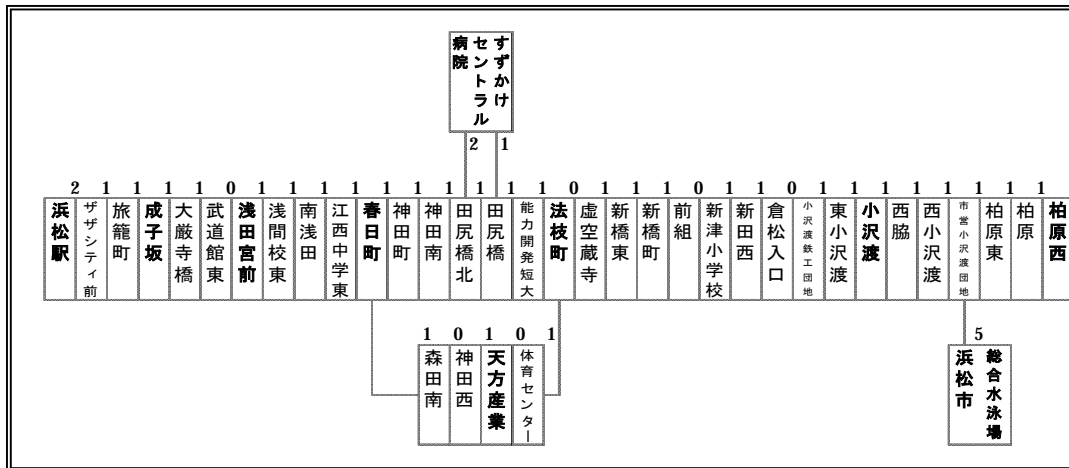 すずかけ
セントラル
病院
2 1
2 1 1 1 1 0 1 1 1 1 1 1 1 1 1 1 0 1 1 1 0 1 1 0 1 1 1 1 1 1 1 1
浜松駅
ザザシティ前
旅籠町
成子坂
大厳寺橋
武道館東
浅田宮前
浅間校東
南浅田
江西中学東
春日町
神田町
神田南
田尻橋北
田尻橋
能力開発短大
法枝町
虚空蔵寺
新橋東
新橋町
前組
新津小学校
新田西
倉松入口
小沢渡鉄工団地
東小沢渡
小沢渡
西脇
西小沢渡
市営小沢渡団地
柏原東
柏原
柏原西
1 0 1 0 1
森田南
神田西
天方産業
体育センター
5
浜松市
総合水泳場